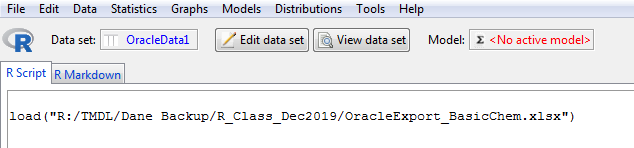 File Edit Data Statistics Graphs Models Distributions Tools Help
R Data set: OracleData1 Edit data set View data set Model: Σ <No active model>
R Script R Markdown
load("R:/TMDL/Dane Backup/R_Class_Dec2019/OracleExport_BasicChem.xlsx")